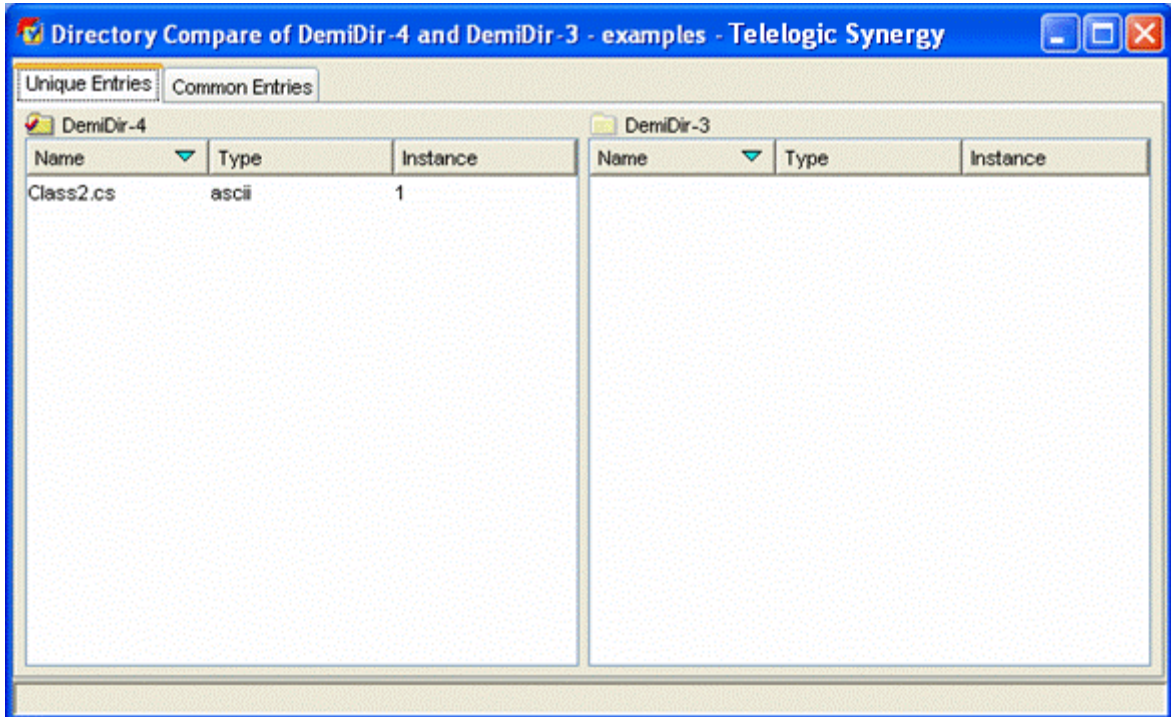 Directory Compare of DemiDir-4 and DemiDir-3 - examples - Telelogic Synergy
Unique Entries Common Entries
DemiDir-4 DemiDir-3
Name Type Instance Name Type Instance
Class2.cs ascii 1